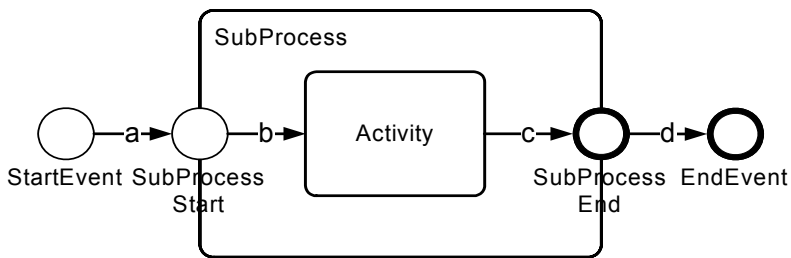 SubProcess
a
b
Activity
c
d
StartEvent
SubProcess
Start
SubProcess
End
EndEvent